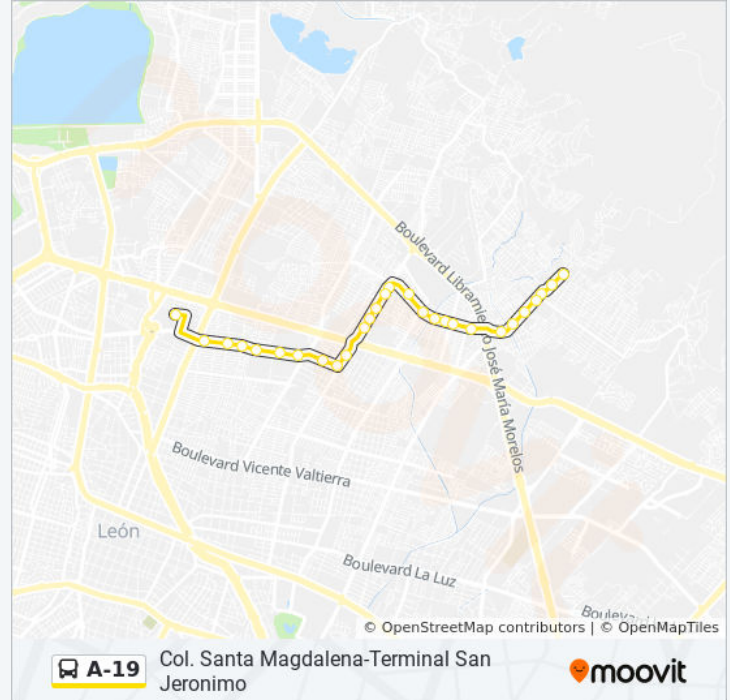 Boulevard Libramiento José María Morelos
Boulevard Vicente Valtierra
León
Boulevard La Luz
Boulevard
© OpenStreetMap contributors | © OpenMapTiles
A-19
Col. Santa Magdalena-Terminal San
Jeronimo
moovit